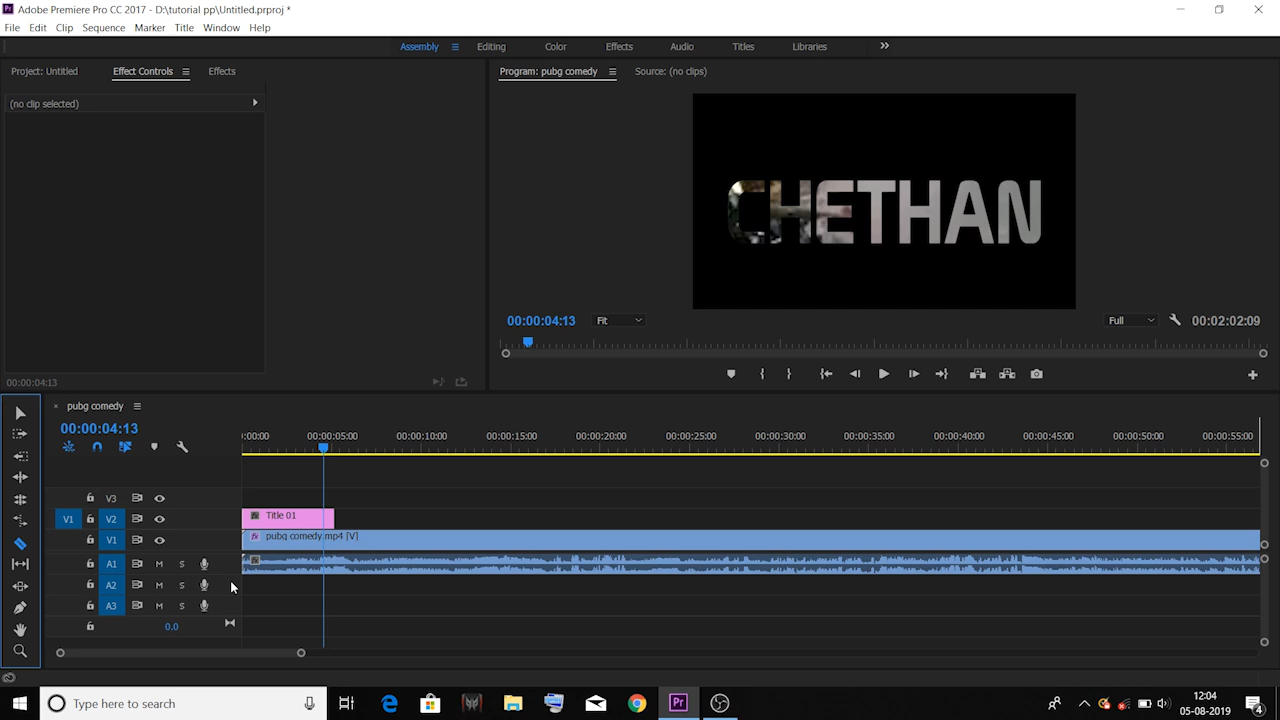 Adobe Premiere Pro CC 2017 - D:\tutorial pp\Untitled.prproj *
File Edit Clip Sequence Marker Title Window Help
Assembly Editing Color Effects Audio Titles Libraries
Project: Untitled Effect Controls Effects Program: pubg comedy Source: (no clips)
(no clip selected)
CHETHAN
00:00:04:13 Fit Full 00:02:02:09
00:00:04:13
pubg comedy
00:00:04:13
:00:00 00:00:05:00 00:00:10:00 00:00:15:00 00:00:20:00 00:00:25:00 00:00:30:00 00:00:35:00 00:00:40:00 00:00:45:00 00:00:50:00 00:00:55:00
V3
V1 V2 Title 01
V1 fx pubg comedy.mp4 [V]
A1 M S
A2 M S
A3 M S
0.0
Type here to search
Pr
12:04
05-08-2019
4